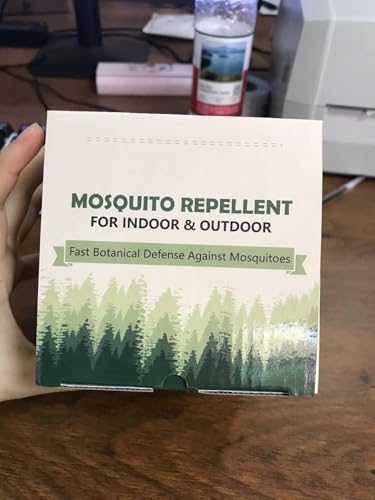 MOSQUITO REPELLENT
FOR INDOOR & OUTDOOR
Fast Botanical Defense Against Mosquitoes